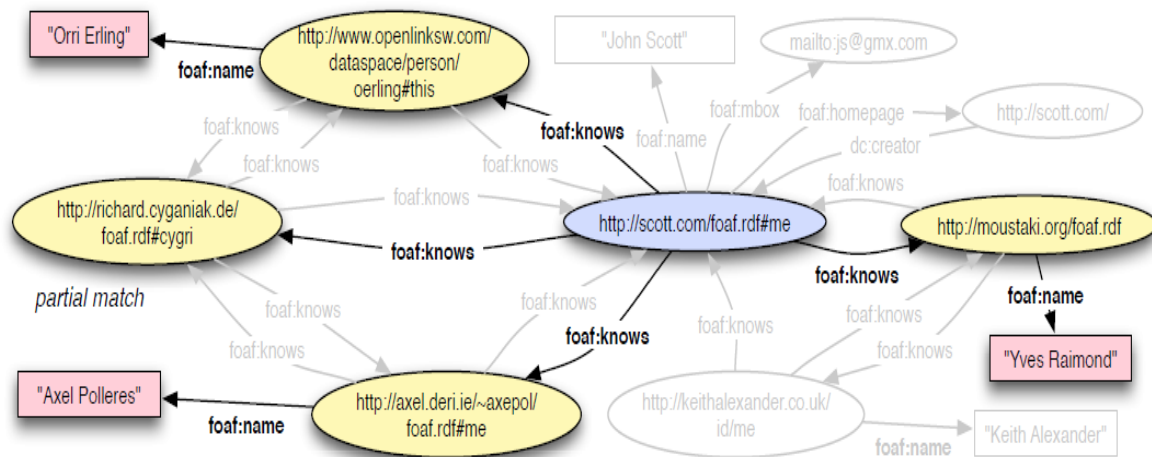 "Orri Erling"
foaf:name
http://www.openlinksw.com/
dataspace/person/
oerling#this
"John Scott"
mailto:js@gmx.com
foaf:name
foaf:mbox
foaf:homepage
http://scott.com/
dc:creator
foaf:knows
foaf:knows
foaf:knows
foaf:knows
foaf:knows
foaf:knows
http://richard.cyganiak.de/
foaf.rdf#cygri
foaf:knows
http://scott.com/foaf.rdf#me
foaf:knows
http://moustaki.org/foaf.rdf
partial match
foaf:knows
foaf:knows
foaf:knows
foaf:knows
foaf:knows
foaf:knows
foaf:knows
foaf:name
"Yves Raimond"
"Axel Polleres"
foaf:name
http://axel.deri.ie/~axepol/
foaf.rdf#me
http://keithalexander.co.uk/
id/me
foaf:name
"Keith Alexander"